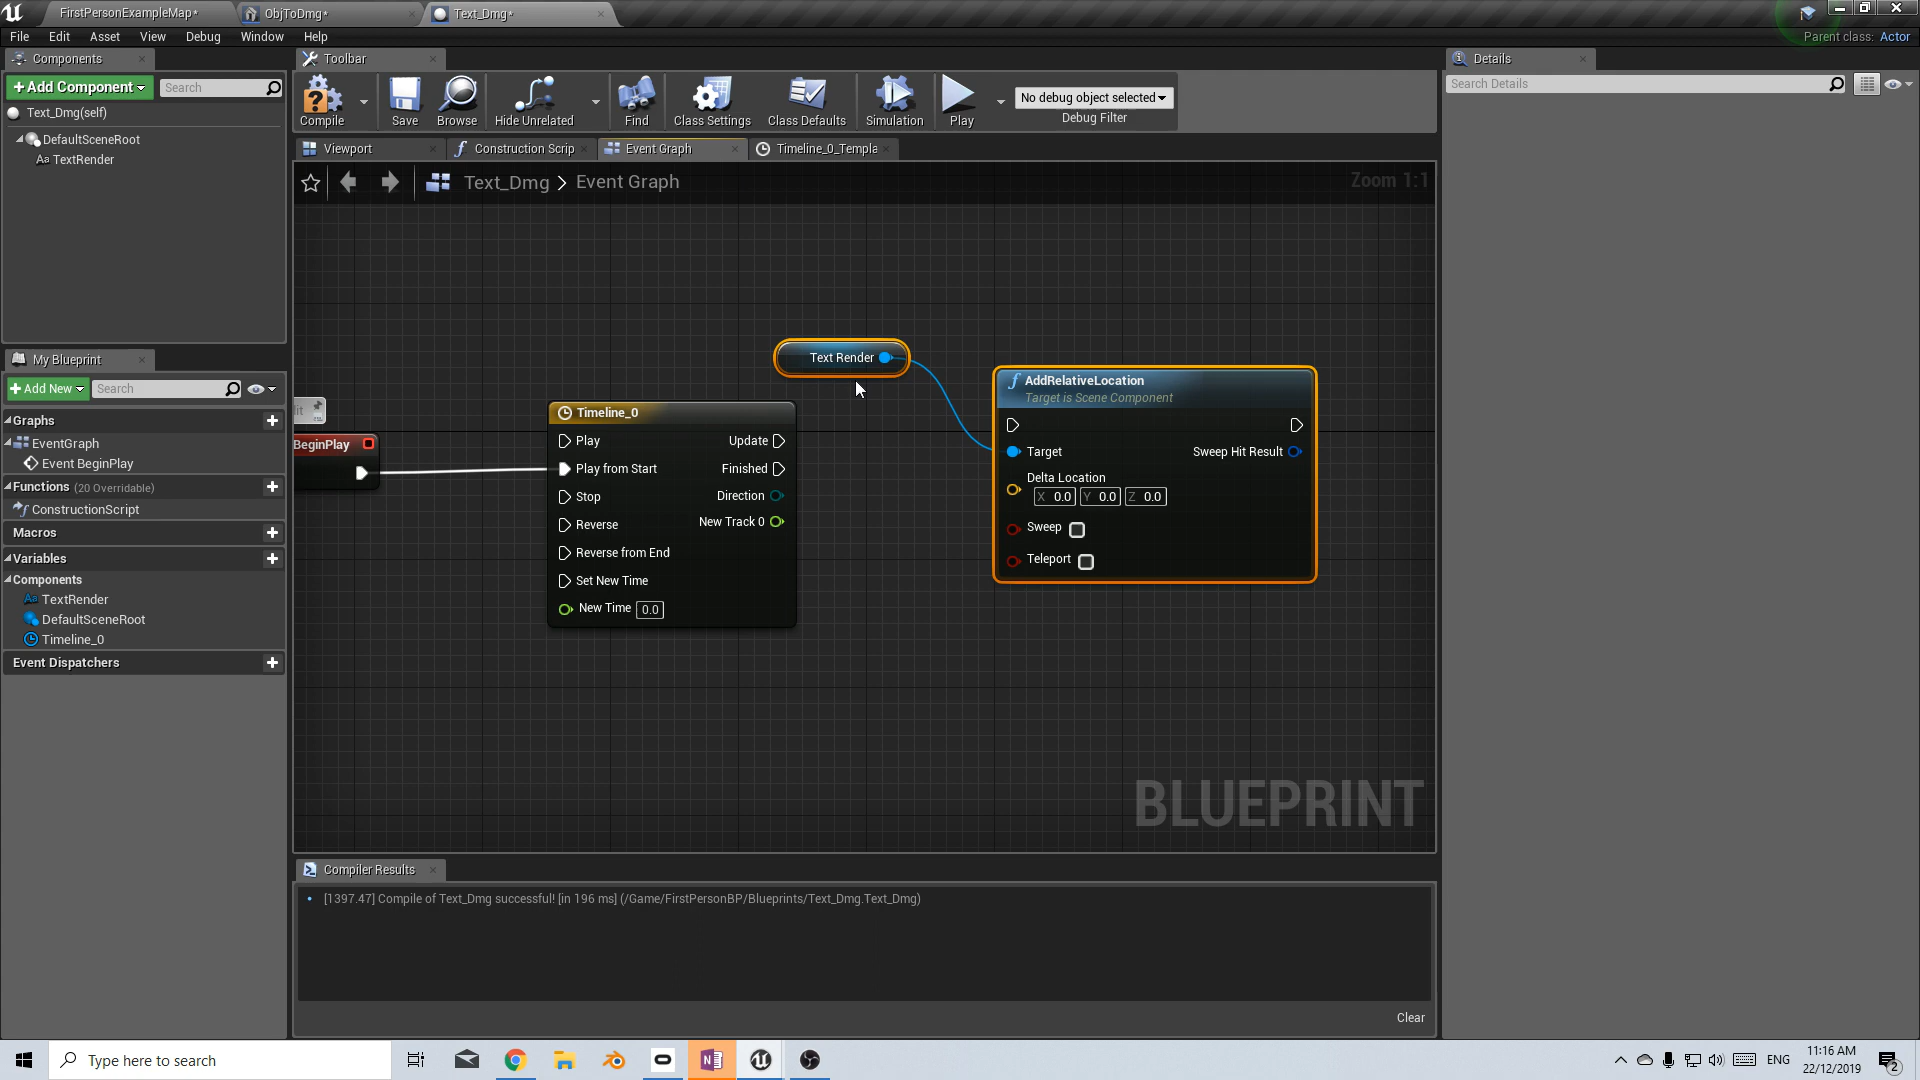 FirstPersonExampleMap*
ObjToDmg*
Text_Dmg*
File Edit Asset View Debug Window Help
Parent class: Actor
Components
Toolbar
Details
+Add Component
Search
Search Details
Text_Dmg(self)
DefaultSceneRoot
TextRender
Compile
Save
Browse
Hide Unrelated
Find
Class Settings
Class Defaults
Simulation
Play
No debug object selected
Debug Filter
Viewport
Construction Scrip
Event Graph
Timeline_0_Templa
Text_Dmg > Event Graph
Zoom 1:1
My Blueprint
+Add New
Search
Graphs
EventGraph
Event BeginPlay
Functions (20 Overridable)
ConstructionScript
Macros
Variables
Components
TextRender
DefaultSceneRoot
Timeline_0
Event Dispatchers
BeginPlay
Timeline_0
Play
Update
Play from Start
Finished
Stop
Direction
Reverse
New Track 0
Reverse from End
Set New Time
New Time 0.0
Text Render
AddRelativeLocation
Target is Scene Component
Target
Sweep Hit Result
Delta Location
X 0.0 Y 0.0 Z 0.0
Sweep
Teleport
BLUEPRINT
Compiler Results
[1397.47] Compile of Text_Dmg successful! [in 196 ms] (/Game/FirstPersonBP/Blueprints/Text_Dmg.Text_Dmg)
Clear
Type here to search
ENG
11:16 AM
22/12/2019
2